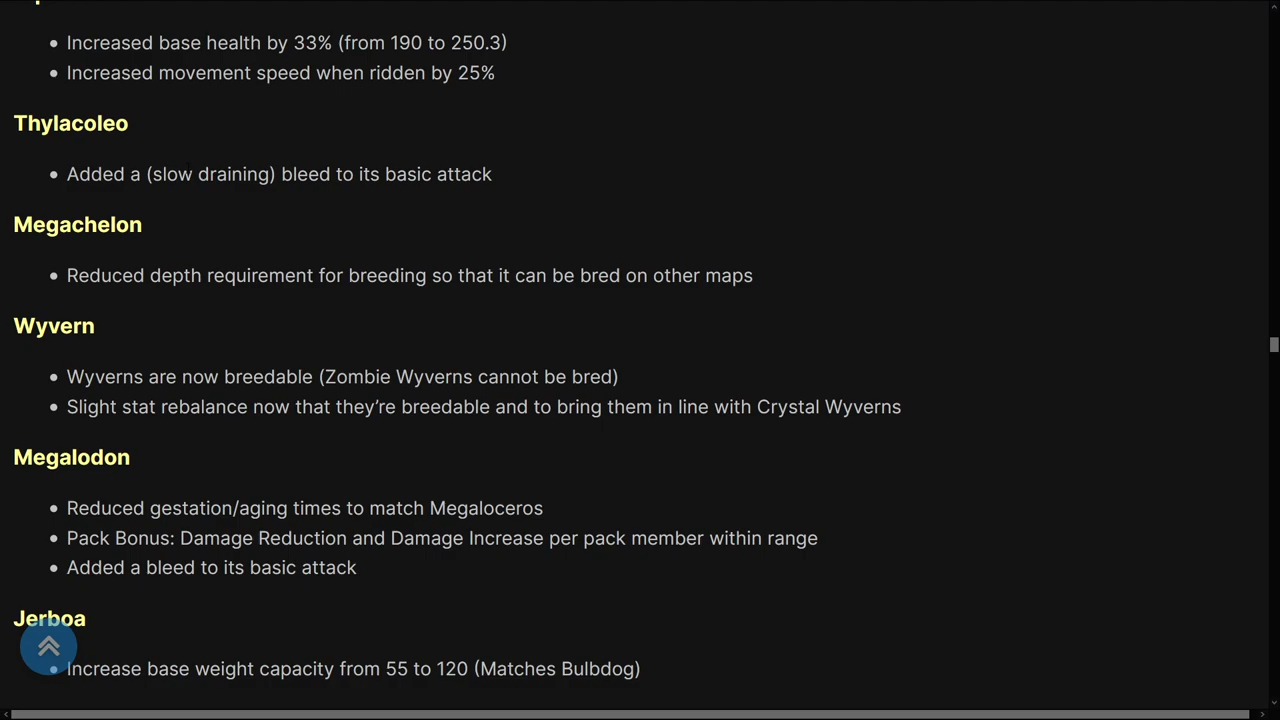 Increased base health by 33% (from 190 to 250.3)
Increased movement speed when ridden by 25%
Thylacoleo
Added a (slow draining) bleed to its basic attack
Megachelon
Reduced depth requirement for breeding so that it can be bred on other maps
Wyvern
Wyverns are now breedable (Zombie Wyverns cannot be bred)
Slight stat rebalance now that they're breedable and to bring them in line with Crystal Wyverns
Megalodon
Reduced gestation/aging times to match Megaloceros
Pack Bonus: Damage Reduction and Damage Increase per pack member within range
Added a bleed to its basic attack
Jerboa
Increase base weight capacity from 55 to 120 (Matches Bulbdog)